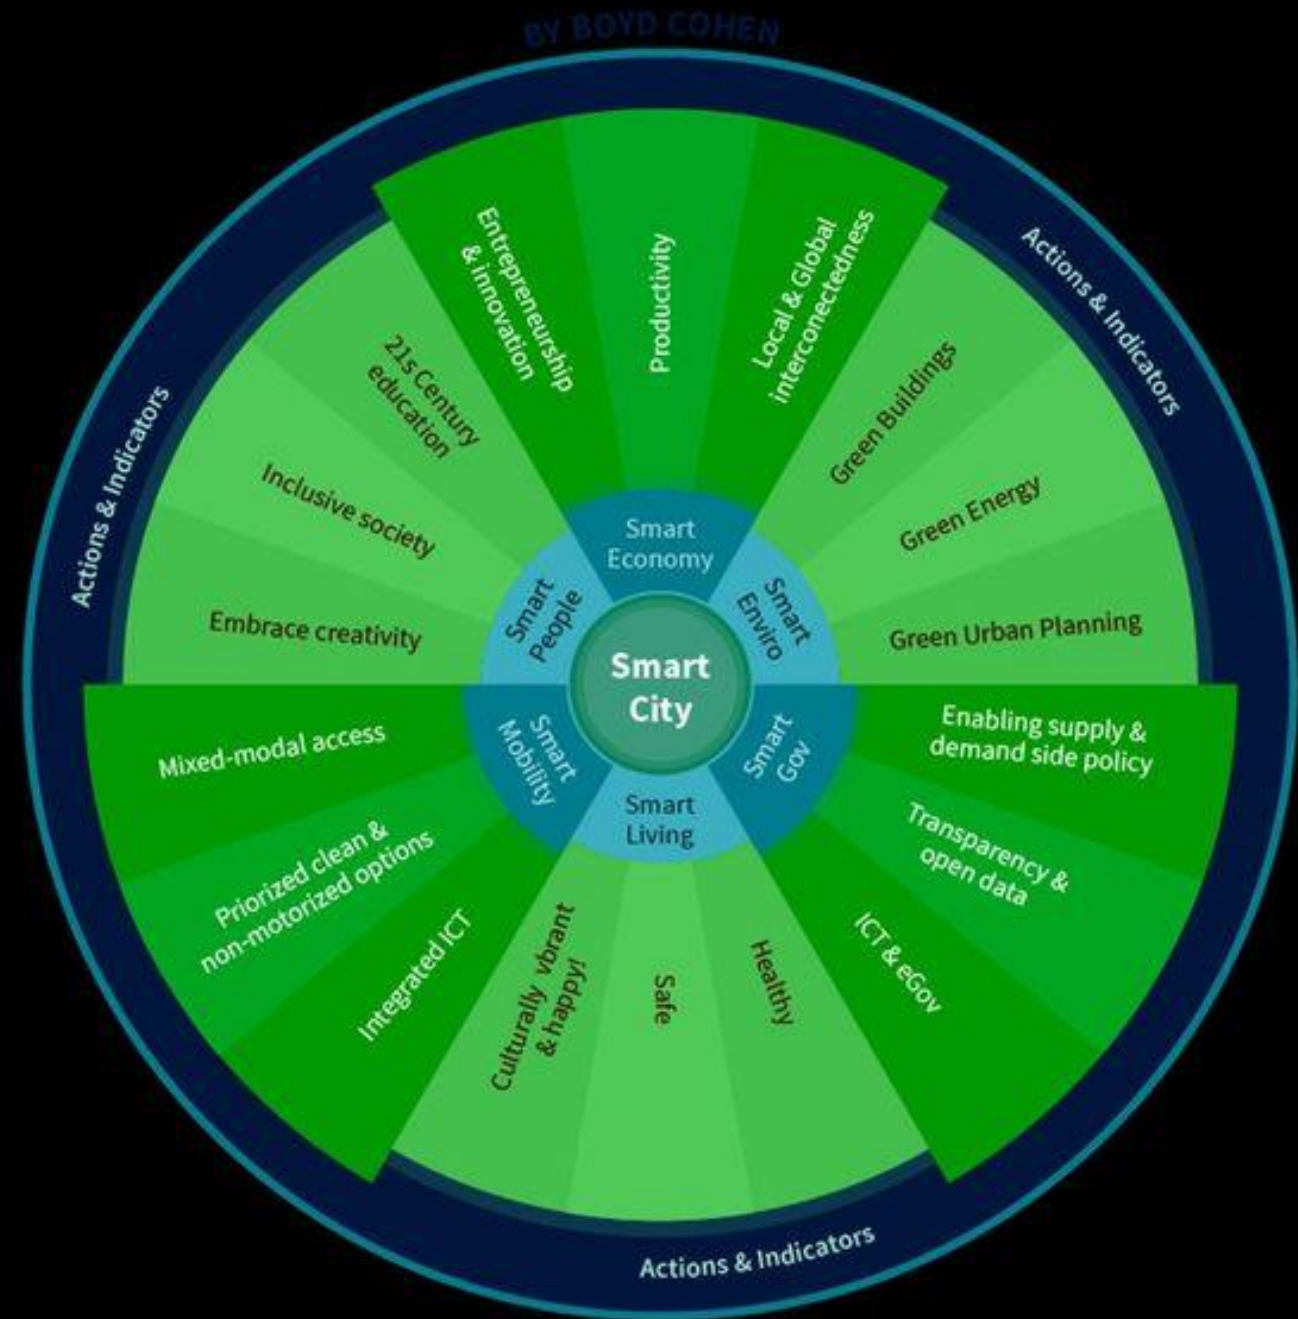 BY BOYD COHEN
Actions & Indicators
Actions & Indicators
Actions & Indicators
Smart
City
Smart
Economy
Entrepreneurship
& innovation
Productivity
Local & Global
interconectedness
Smart
Enviro
Green Buildings
Green Energy
Green Urban Planning
Smart
Gov
Enabling supply &
demand side policy
Transparency &
open data
ICT & eGov
Smart
Living
Healthy
Safe
Culturally vbrant
& happy!
Smart
Mobility
Integrated ICT
Priorized clean &
non-motorized options
Mixed-modal access
Smart
People
Embrace creativity
Inclusive society
21s Century
education